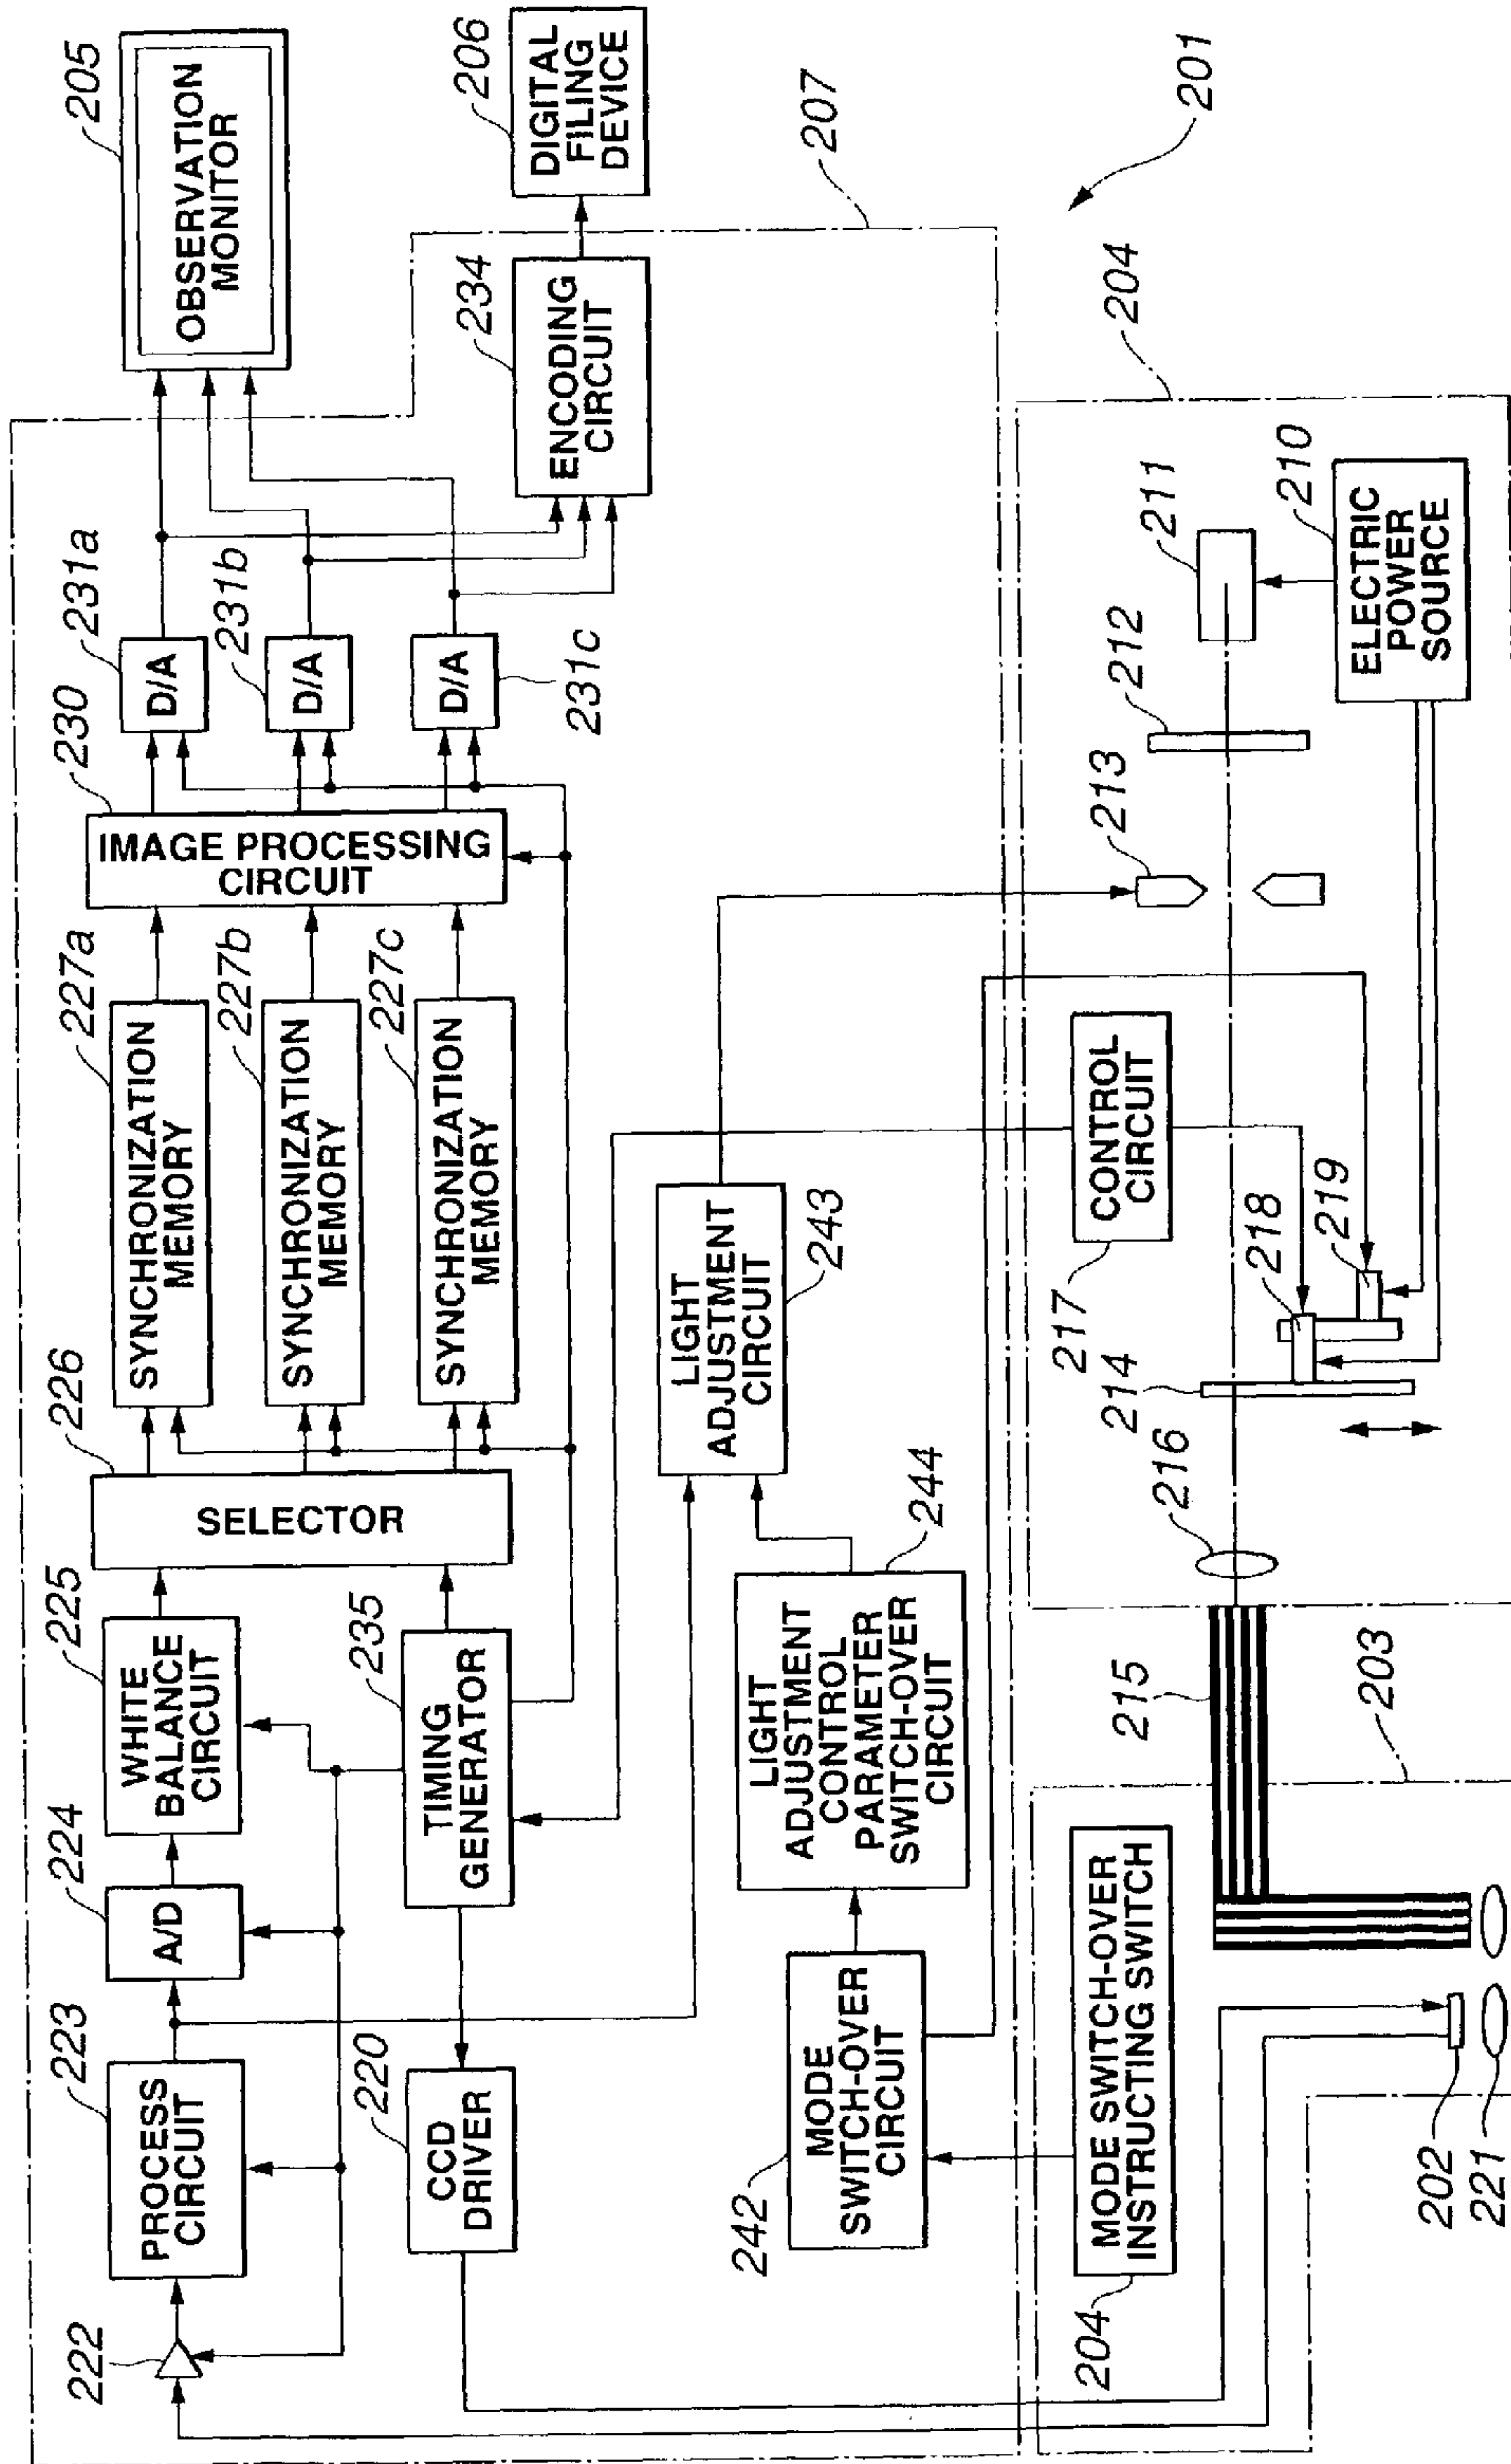 222
223
PROCESS
CIRCUIT
224
A/D
225
WHITE
BALANCE
CIRCUIT
226
SELECTOR
227a
SYNCHRONIZATION
MEMORY
227b
SYNCHRONIZATION
MEMORY
227c
SYNCHRONIZATION
MEMORY
230
IMAGE PROCESSING
CIRCUIT
231a
D/A
231b
D/A
231c
D/A
205
OBSERVATION
MONITOR
206
DIGITAL
FILING
DEVICE
234
ENCODING
CIRCUIT
207
201
220
CCD
DRIVER
235
TIMING
GENERATOR
243
LIGHT
ADJUSTMENT
CIRCUIT
244
LIGHT
ADJUSTMENT
CONTROL
PARAMETER
SWITCH-OVER
CIRCUIT
242
MODE
SWITCH-OVER
CIRCUIT
204
MODE SWITCH-OVER
INSTRUCTING SWITCH
203
202
221
215
216
214
217
CONTROL
CIRCUIT
218
219
213
212
211
210
ELECTRIC
POWER
SOURCE
204